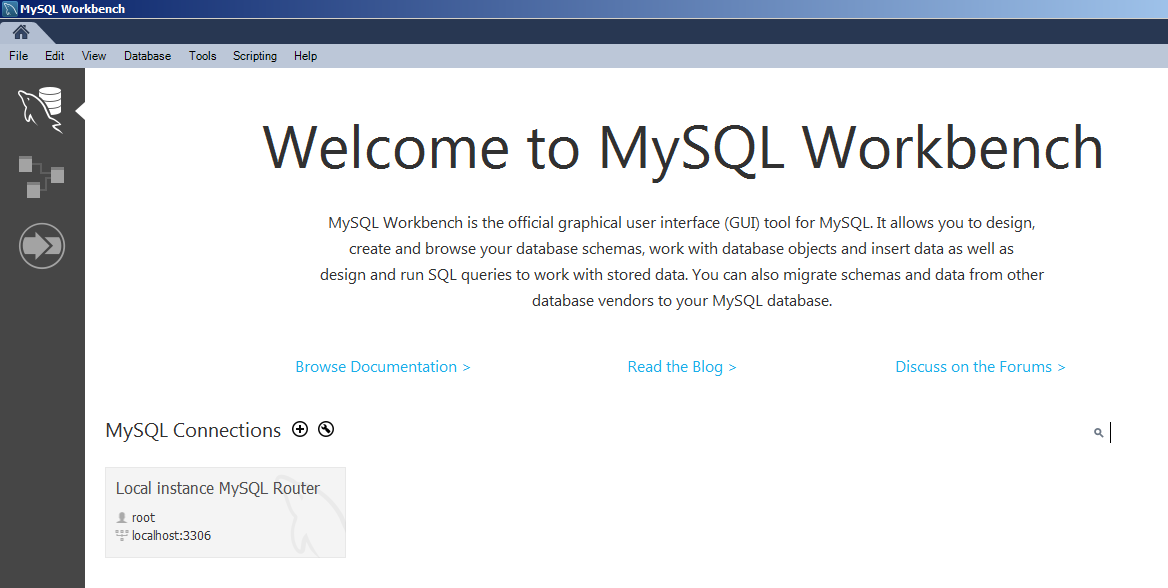 MySQL Workbench
File Edit View Database Tools Scripting Help
Welcome to MySQL Workbench
MySQL Workbench is the official graphical user interface (GUI) tool for MySQL. It allows you to design,
create and browse your database schemas, work with database objects and insert data as well as
design and run SQL queries to work with stored data. You can also migrate schemas and data from other
database vendors to your MySQL database.
Browse Documentation > Read the Blog > Discuss on the Forums >
MySQL Connections
Local instance MySQL Router
root
localhost:3306